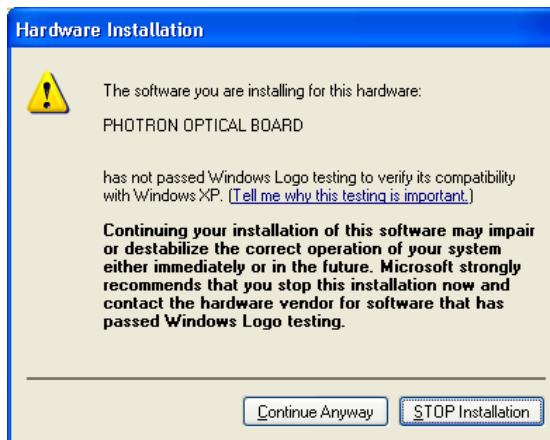 Hardware Installation
The software you are installing for this hardware:
PHOTRON OPTICAL BOARD
has not passed Windows Logo testing to verify its compatibility
with Windows XP. (Tell me why this testing is important.)
Continuing your installation of this software may impair
or destabilize the correct operation of your system
either immediately or in the future. Microsoft strongly
recommends that you stop this installation now and
contact the hardware vendor for software that has
passed Windows Logo testing.
Continue Anyway
STOP Installation